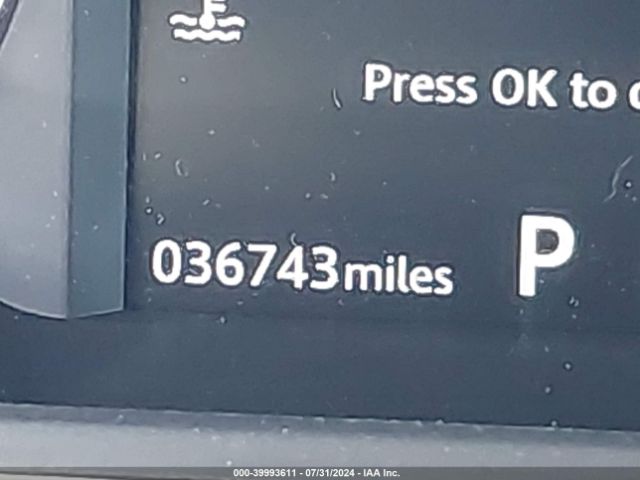 Press OK to
036743miles
P
000-39993611 - 07/31/2024 - IAA Inc.